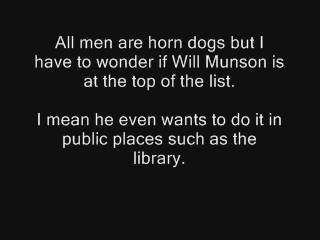 All men are horn dogs but I
have to wonder if Will Munson is
at the top of the list.
I mean he even wants to do it in
public places such as the
library.